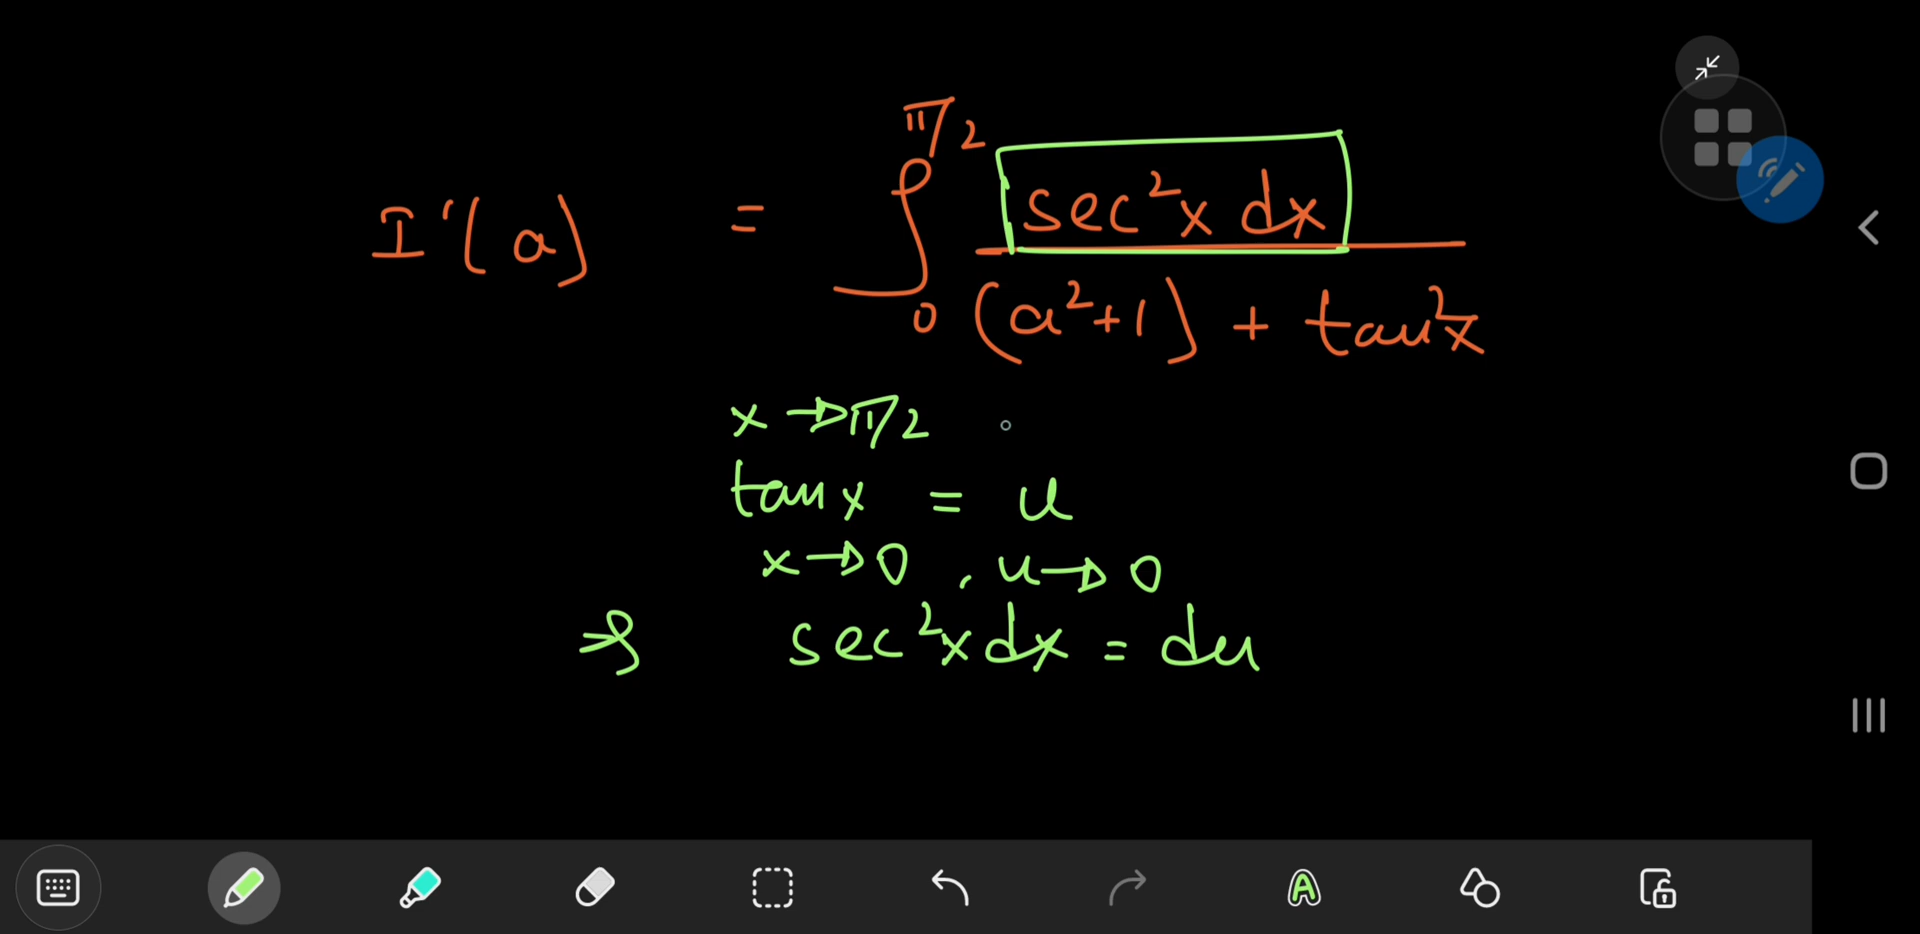 I'(a) = ∫₀^{π/2} sec²x dx / ((a²+1) + tan²x)
x → π/2
tan x = u
x → 0 , u → 0
⇒ sec²x dx = du
A